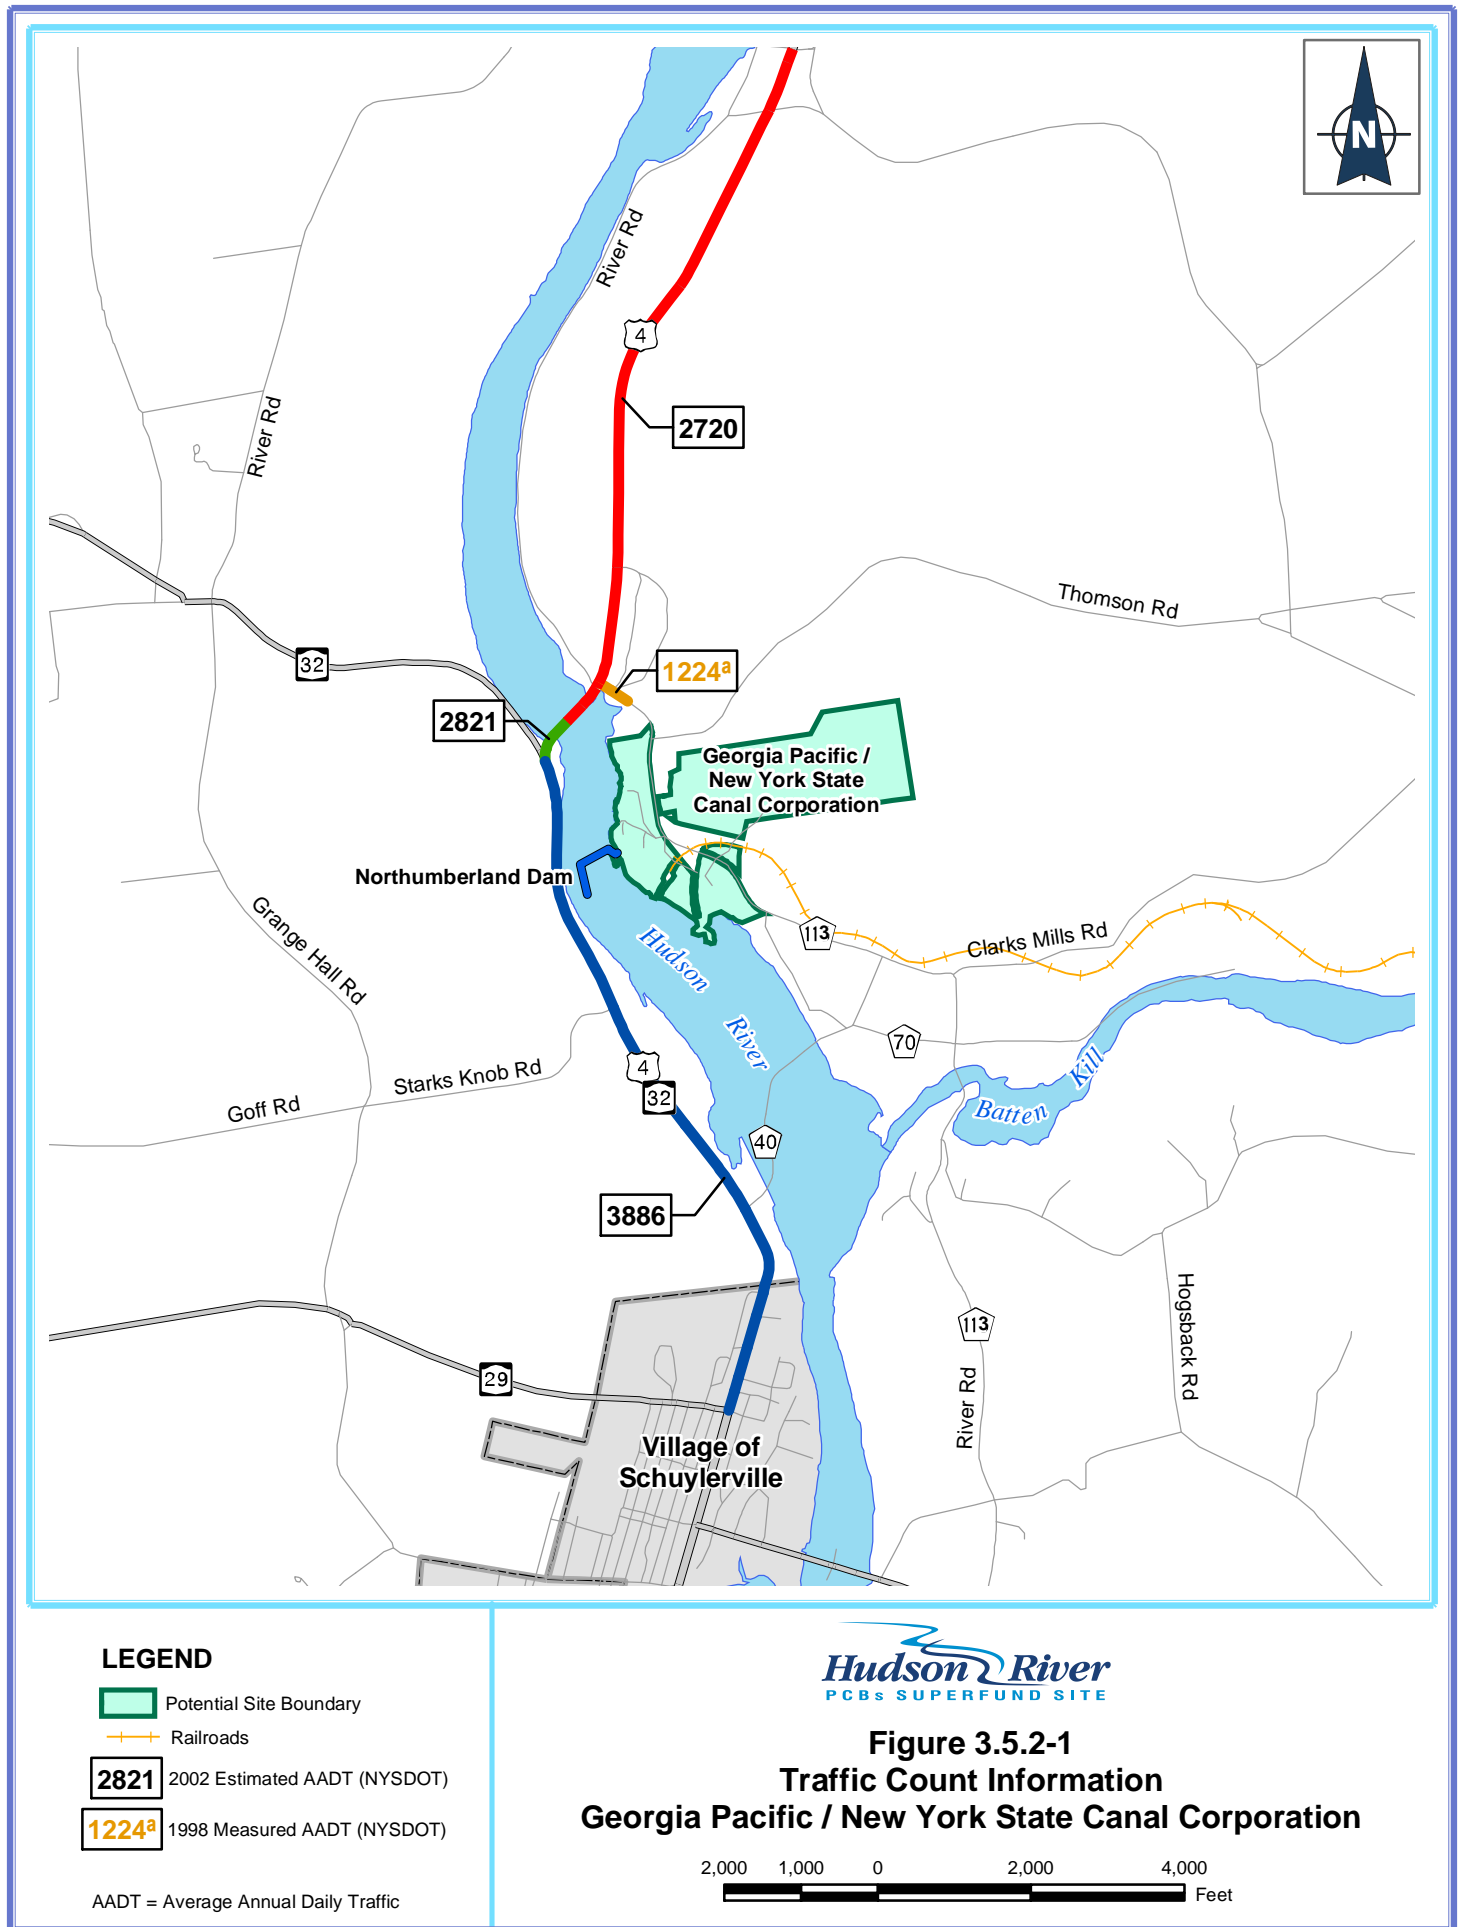 N
River Rd
4
2720
River Rd
Thomson Rd
32
1224ª
2821
Georgia Pacific /
New York State
Canal Corporation
Northumberland Dam
Grange Hall Rd
Hudson
River
113
Clarks Mills Rd
70
4
32
Starks Knob Rd
Goff Rd
Batten
Kill
40
3886
Hogsback Rd
113
River Rd
29
Village of
Schuylerville
LEGEND
Potential Site Boundary
Railroads
2821 2002 Estimated AADT (NYSDOT)
1224ª 1998 Measured AADT (NYSDOT)
AADT = Average Annual Daily Traffic
Hudson River
PCBs SUPERFUND SITE
Figure 3.5.2-1
Traffic Count Information
Georgia Pacific / New York State Canal Corporation
2,000 1,000 0 2,000 4,000
Feet